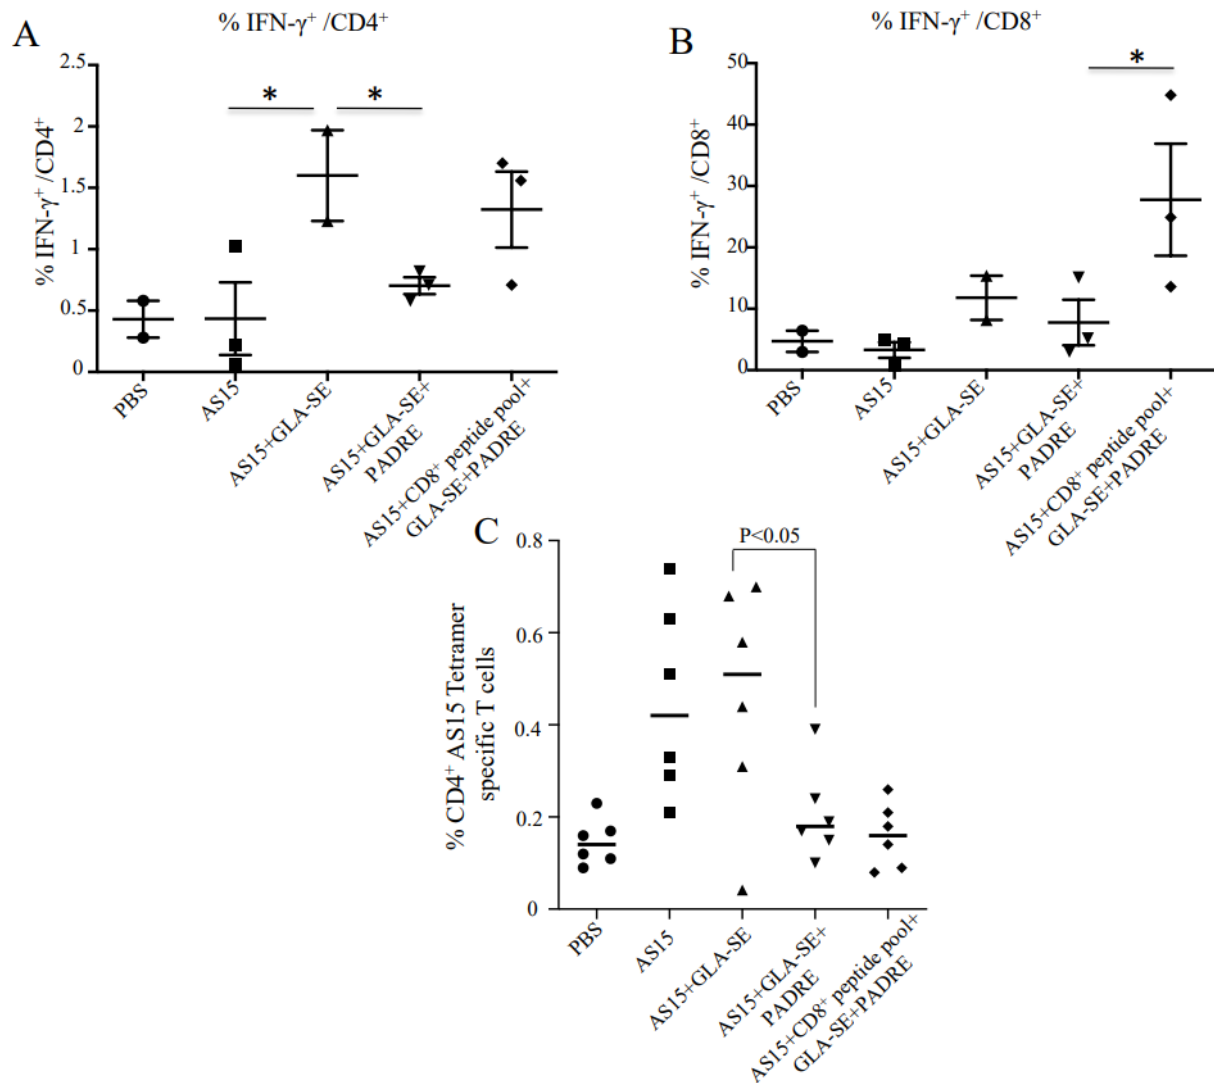 A
% IFN-γ⁺ /CD4⁺
% IFN-γ⁺ /CD4⁺
2.5
2
1.5
1
0.5
0
*
*
PBS
AS15
AS15+GLA-SE
AS15+GLA-SE+
PADRE
AS15+CD8⁺ peptide pool+
GLA-SE+PADRE
B
% IFN-γ⁺ /CD8⁺
% IFN-γ⁺ /CD8⁺
50
40
30
20
10
0
*
PBS
AS15
AS15+GLA-SE
AS15+GLA-SE+
PADRE
AS15+CD8⁺ peptide pool+
GLA-SE+PADRE
C
% CD4⁺ AS15 Tetramer
specific T cells
0.8
0.6
0.4
0.2
0
P<0.05
PBS
AS15
AS15+GLA-SE
AS15+GLA-SE+
PADRE
AS15+CD8⁺ peptide pool+
GLA-SE+PADRE